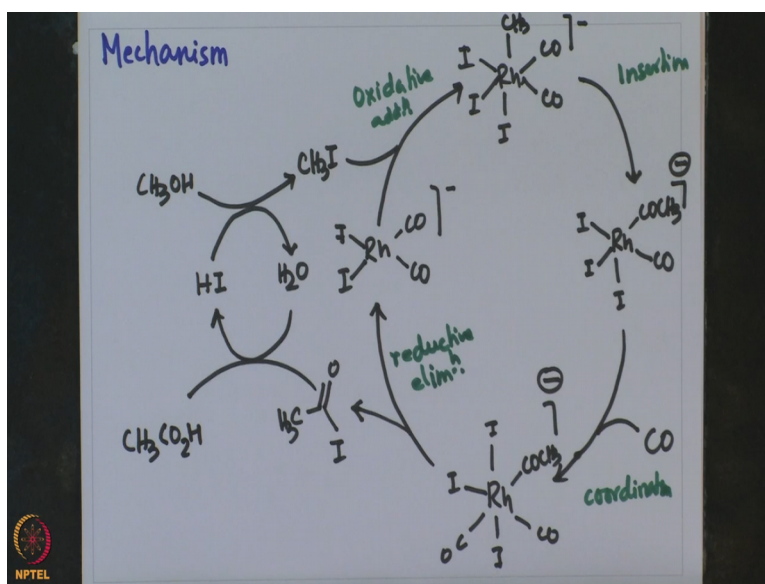 Mechanism
CH3
I
CO
]-
Rh
I
CO
I
Oxidative
addn
Insertion
CH3I
CH3OH
I
CO
]-
Rh
I
CO
HI
H2O
⊖
I
COCH3
]
Rh
I
CO
I
reductive
elimn
O
H3C
I
CH3CO2H
⊖
I
COCH3
]
I
Rh
OC
CO
I
CO
NPTEL